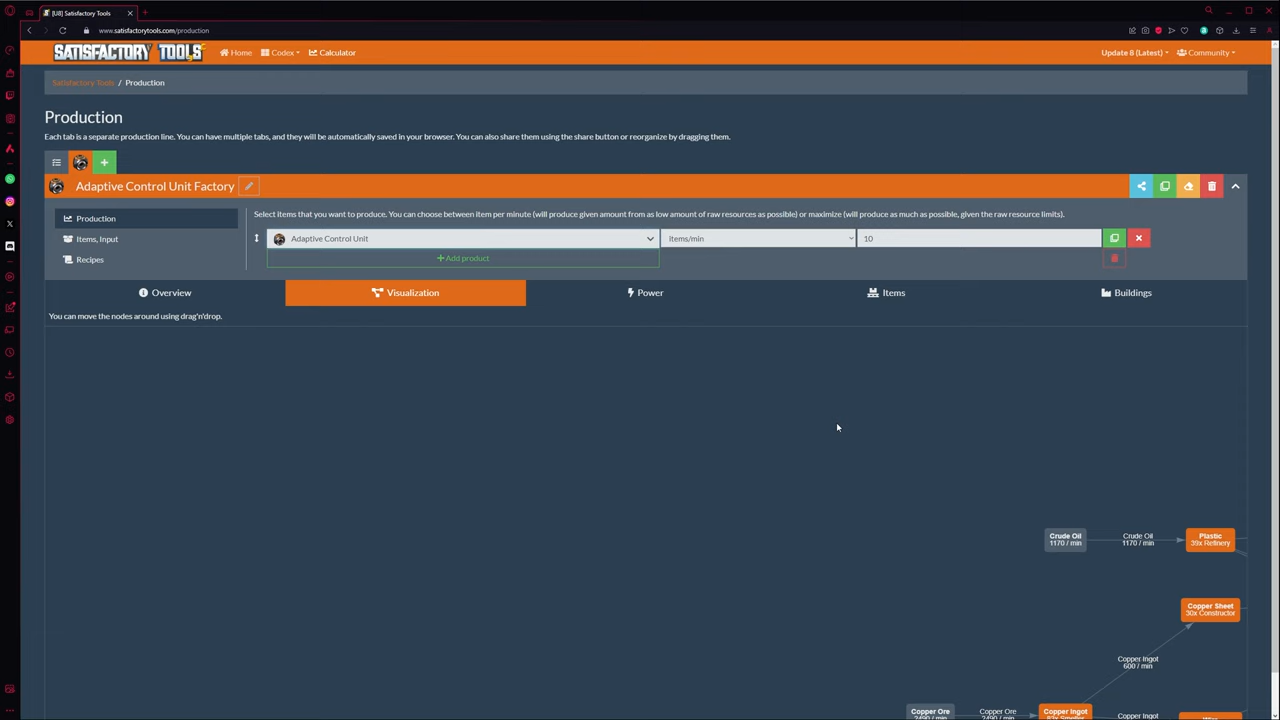 [U8] Satisfactory Tools
www.satisfactorytools.com/production
SATISFACTORY TOOLS
Home
Codex
Calculator
Update 8 (Latest)
Community
Satisfactory Tools / Production
Production
Each tab is a separate production line. You can have multiple tabs, and they will be automatically saved in your browser. You can also share them using the share button or reorganize by dragging them.
Adaptive Control Unit Factory
Production
Items, Input
Recipes
Select items that you want to produce. You can choose between item per minute (will produce given amount from as low amount of raw resources as possible) or maximize (will produce as much as possible, given the raw resource limits).
Adaptive Control Unit
Items/min
10
+ Add product
Overview
Visualization
Power
Items
Buildings
You can move the nodes around using drag'n'drop.
Crude Oil
1170 / min
Crude Oil
1170 / min
Plastic
39x Refinery
Copper Sheet
30x Constructor
Copper Ingot
600 / min
Copper Ore
2490 / min
Copper Ore
2490 / min
Copper Ingot
83x Smelter
Copper Ingot
Wire